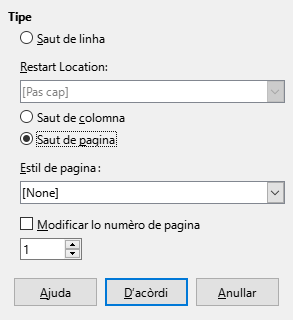 Tipe
Saut de linha
Restart Location:
[Pas cap]
Saut de colomna
Saut de pagina
Estil de pagina:
[None]
Modificar lo numèro de pagina
1
Ajuda
D'acòrdi
Anullar